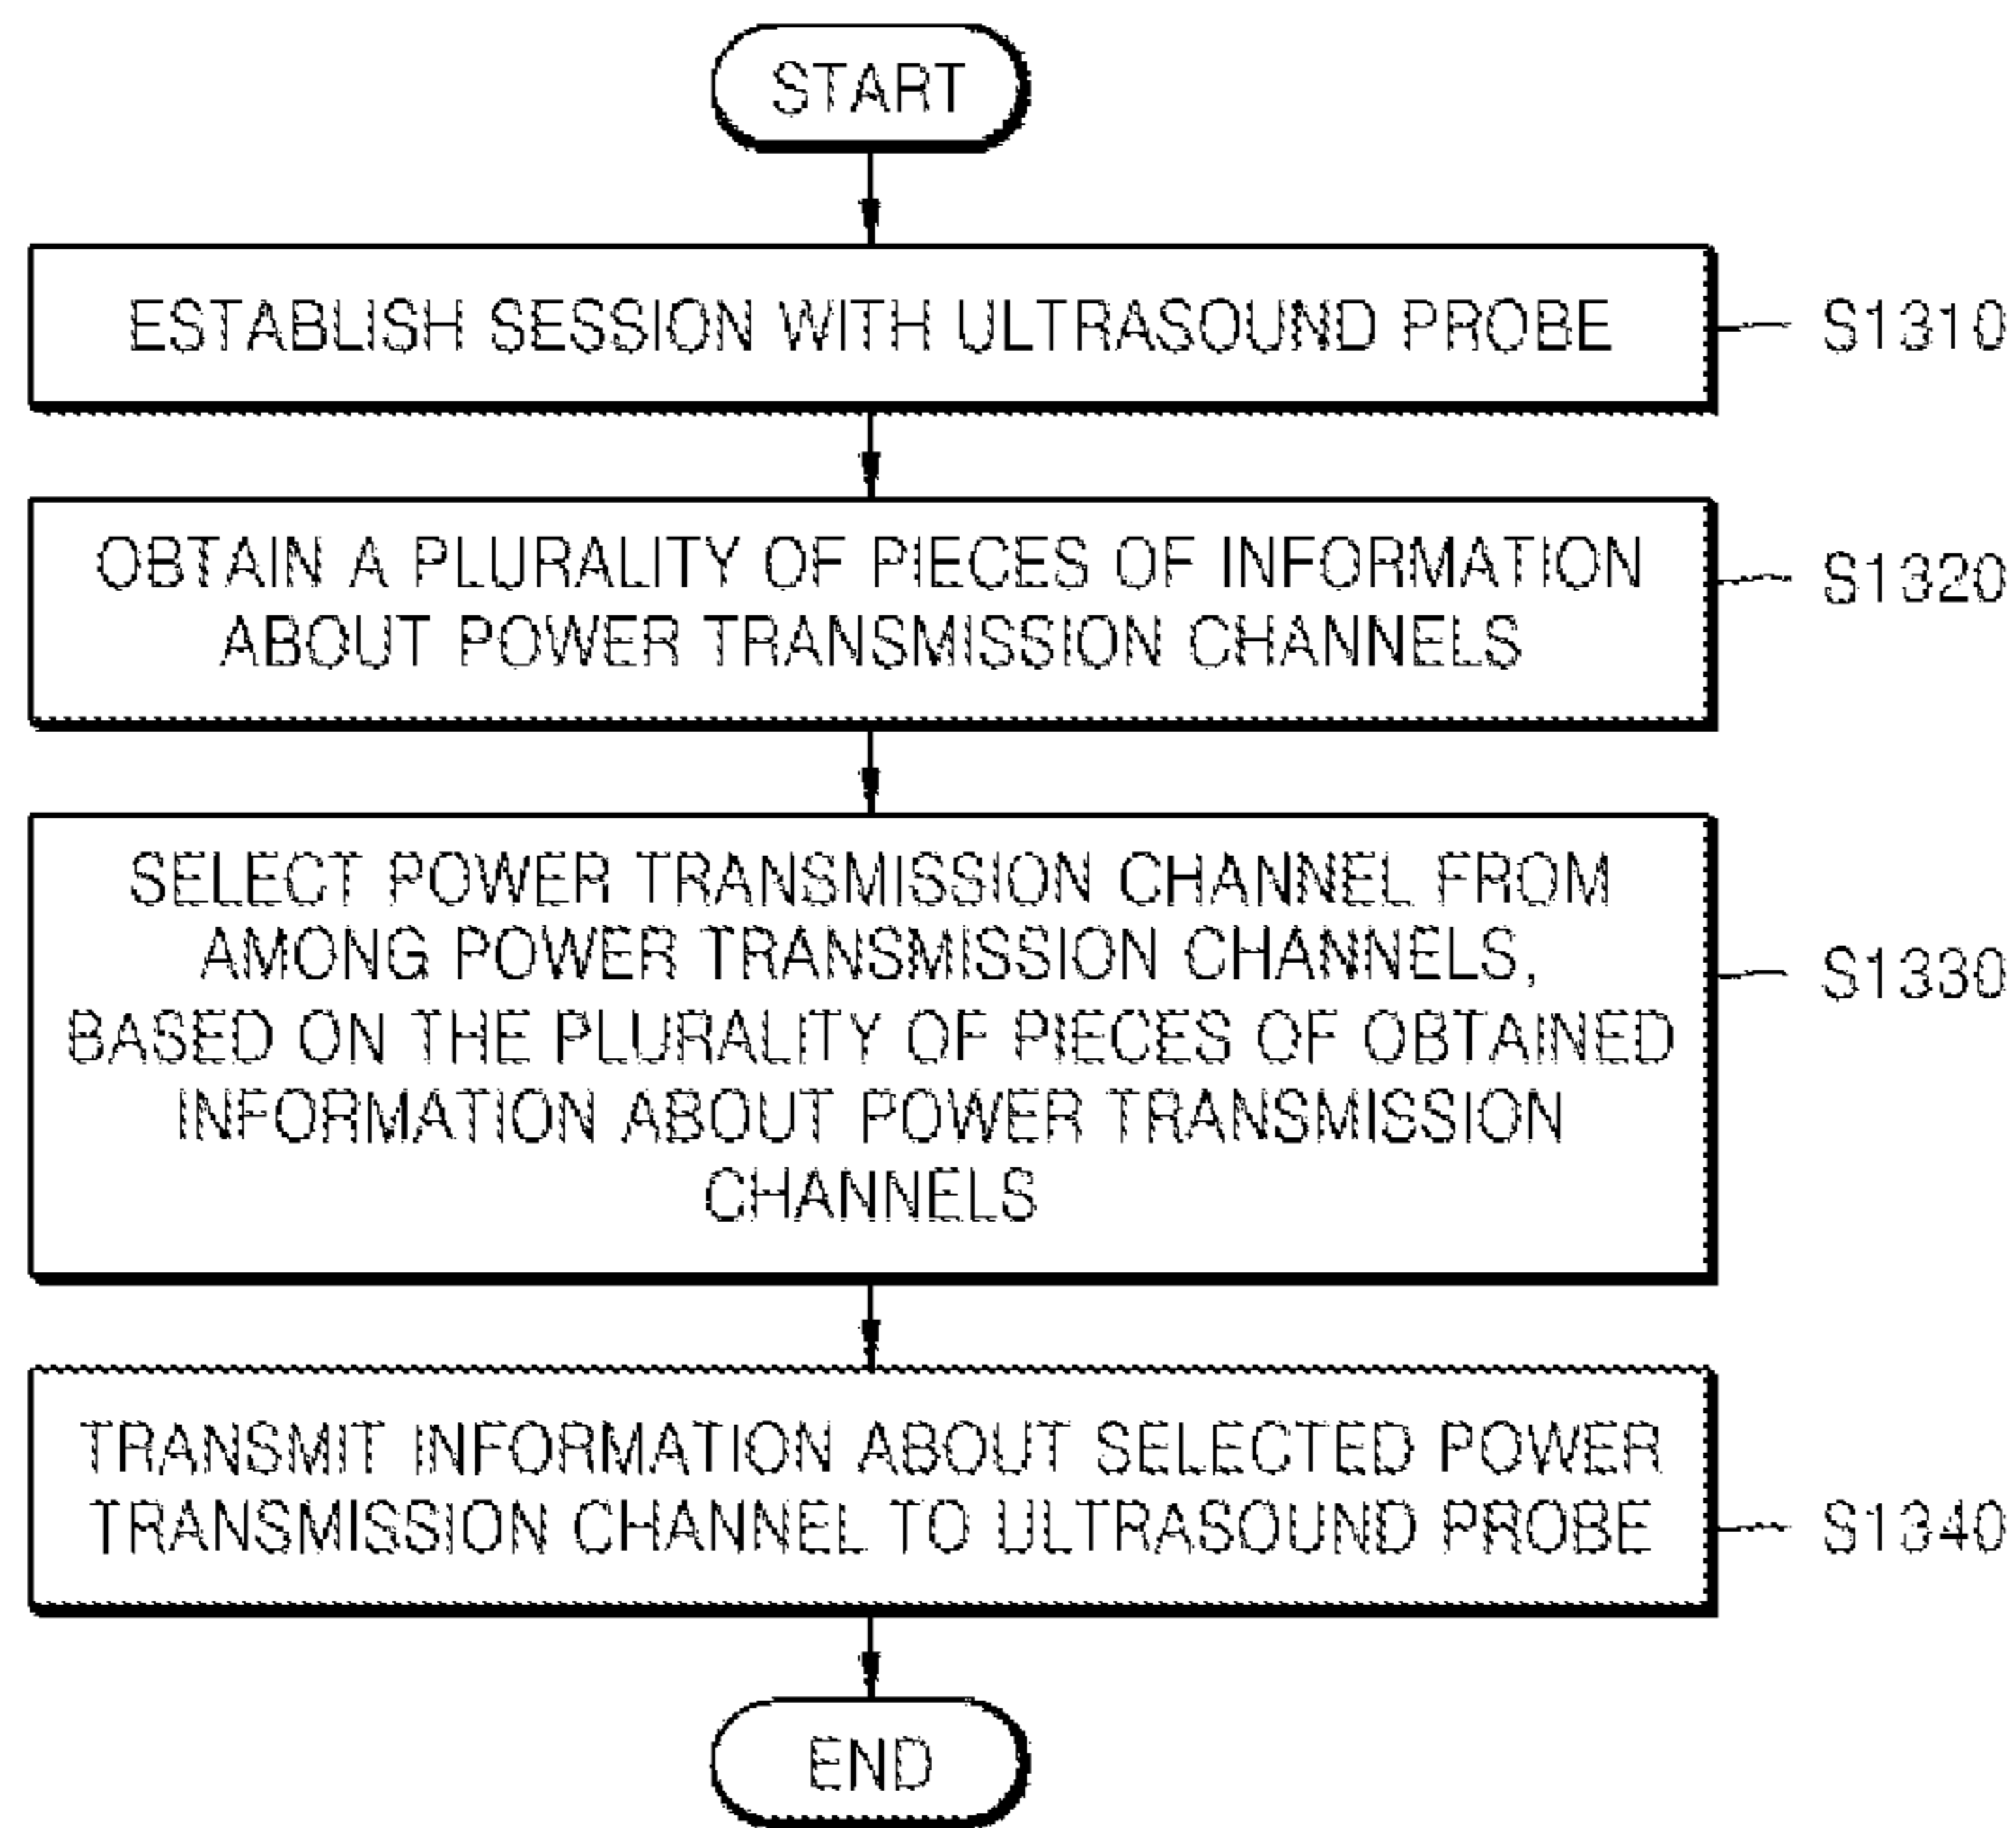 START
ESTABLISH SESSION WITH ULTRASOUND PROBE
S1310
OBTAIN A PLURALITY OF PIECES OF INFORMATION
ABOUT POWER TRANSMISSION CHANNELS
S1320
SELECT POWER TRANSMISSION CHANNEL FROM
AMONG POWER TRANSMISSION CHANNELS,
BASED ON THE PLURALITY OF PIECES OF OBTAINED
INFORMATION ABOUT POWER TRANSMISSION
CHANNELS
S1330
TRANSMIT INFORMATION ABOUT SELECTED POWER
TRANSMISSION CHANNEL TO ULTRASOUND PROBE
S1340
END